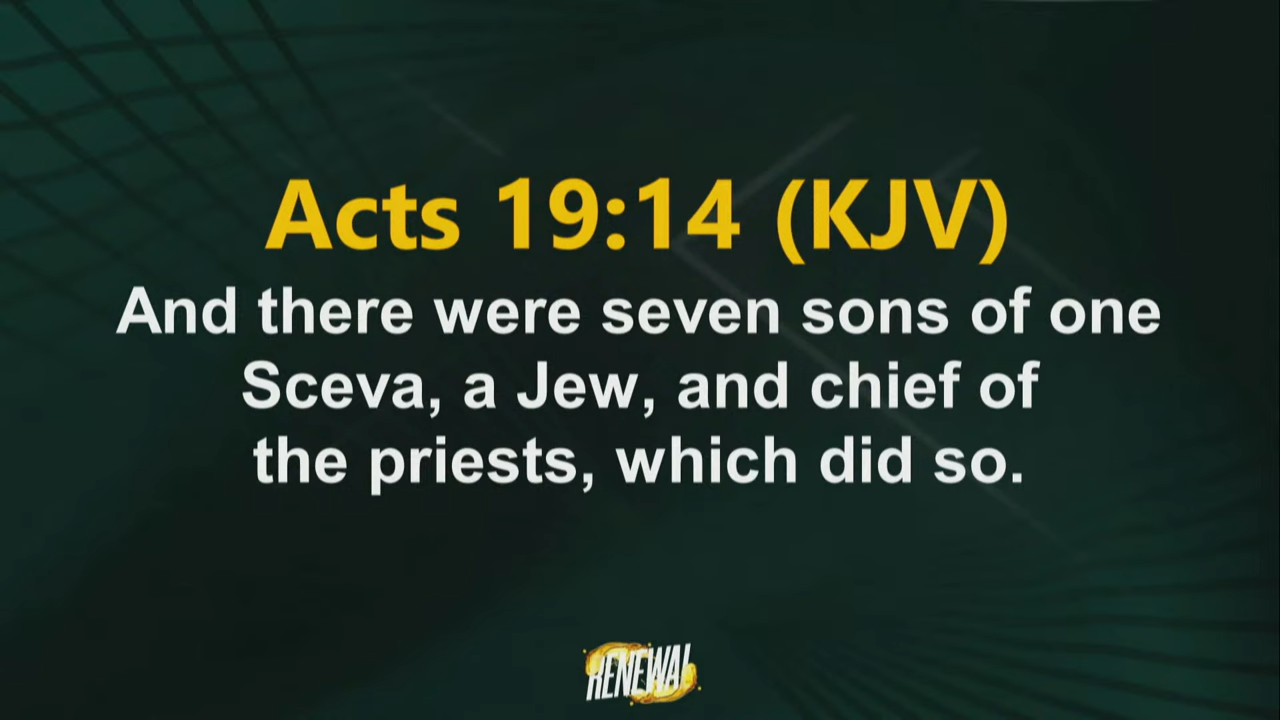 Acts 19:14 (KJV)
And there were seven sons of one
Sceva, a Jew, and chief of
the priests, which did so.
RENEWAL